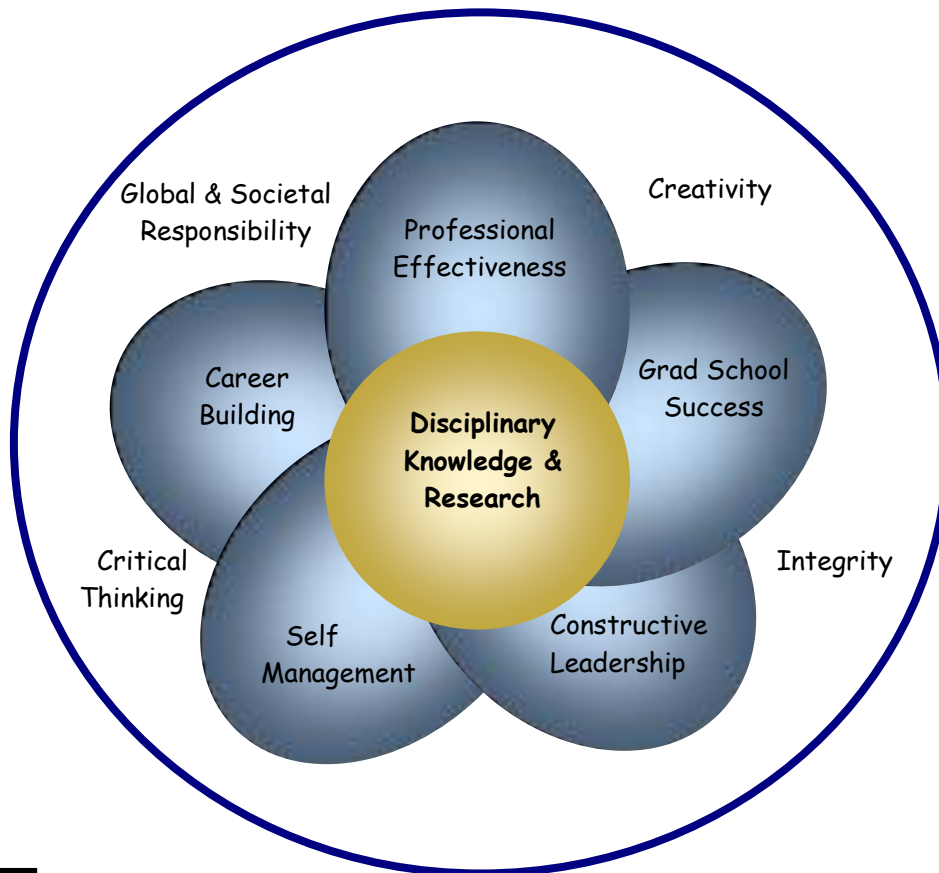 Global & Societal
Responsibility
Creativity
Professional
Effectiveness
Career
Building
Grad School
Success
Disciplinary
Knowledge &
Research
Critical
Thinking
Integrity
Self
Management
Constructive
Leadership